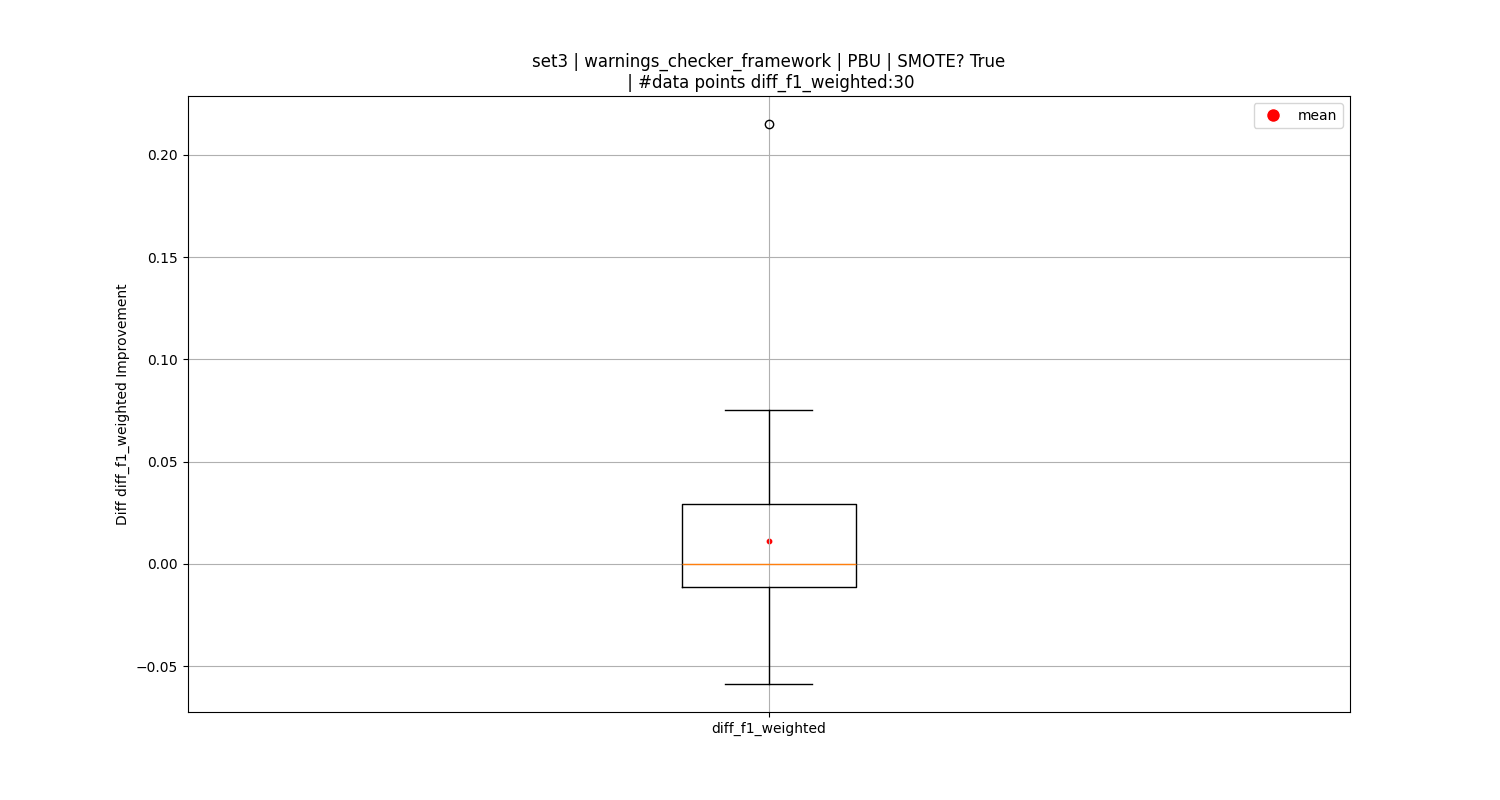 set3 | warnings_checker_framework | PBU | SMOTE? True
| #data points diff_f1_weighted:30
mean
0.20
0.15
0.10
0.05
0.00
−0.05
Diff diff_f1_weighted Improvement
diff_f1_weighted